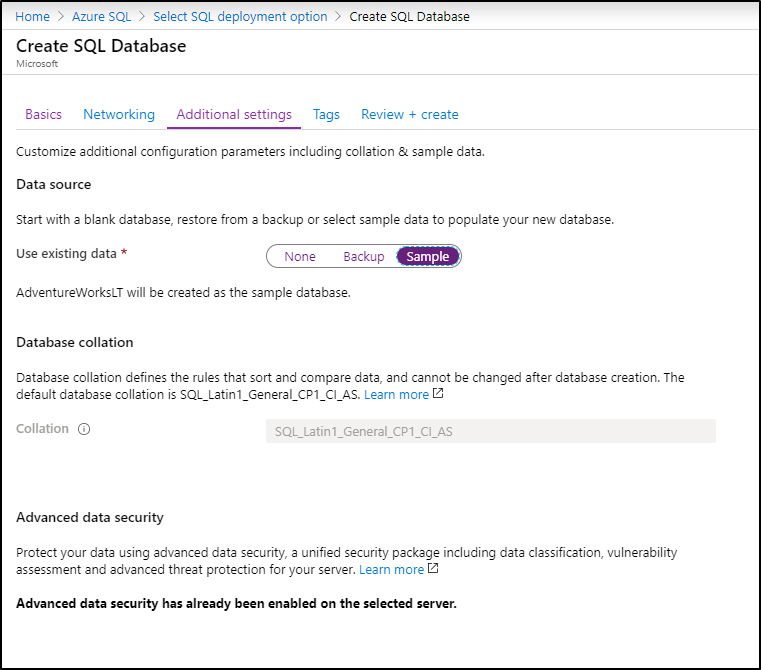 Home > Azure SQL > Select SQL deployment option > Create SQL Database
Create SQL Database
Microsoft
Basics Networking Additional settings Tags Review + create
Customize additional configuration parameters including collation & sample data.
Data source
Start with a blank database, restore from a backup or select sample data to populate your new database.
Use existing data * None Backup Sample
AdventureWorksLT will be created as the sample database.
Database collation
Database collation defines the rules that sort and compare data, and cannot be changed after database creation. The
default database collation is SQL_Latin1_General_CP1_CI_AS. Learn more
Collation SQL_Latin1_General_CP1_CI_AS
Advanced data security
Protect your data using advanced data security, a unified security package including data classification, vulnerability
assessment and advanced threat protection for your server. Learn more
Advanced data security has already been enabled on the selected server.